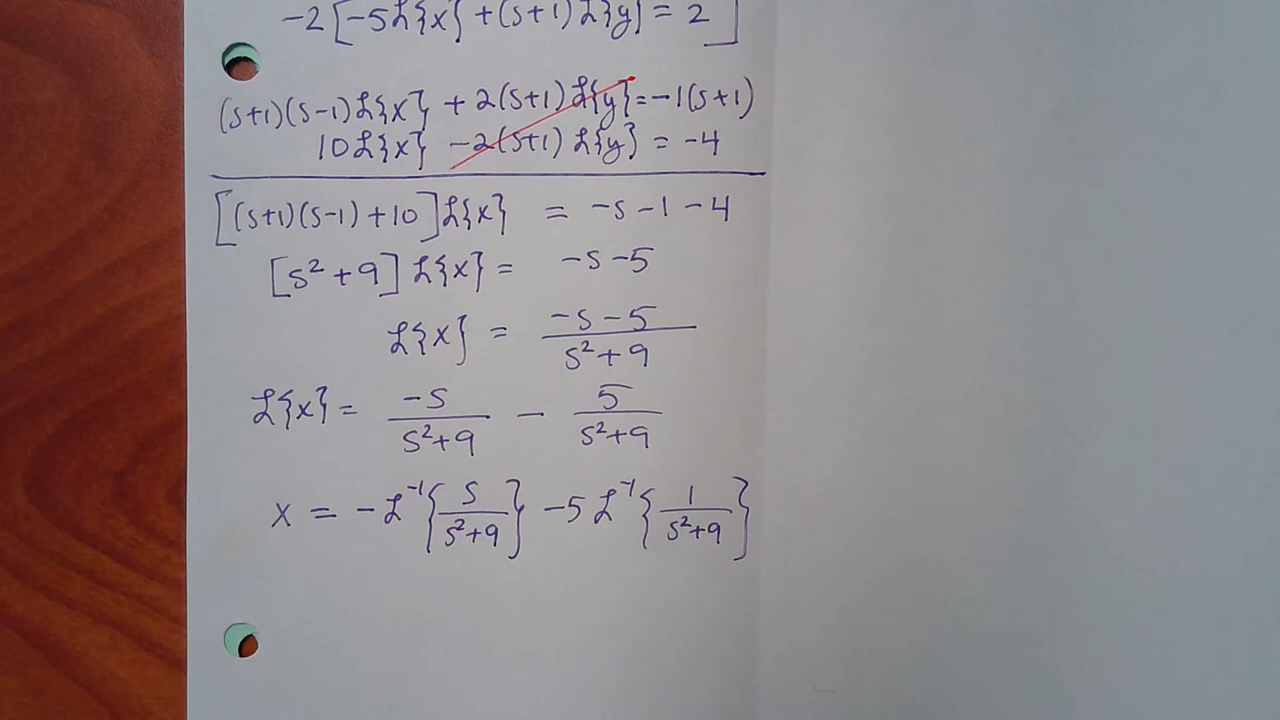 -2[-5ℒ{x} + (s+1)ℒ{y} = 2]
(s+1)(s-1)ℒ{x} + 2(s+1)ℒ{y} = -1(s+1)
10ℒ{x} -2(s+1)ℒ{y} = -4
[(s+1)(s-1)+10]ℒ{x} = -s-1-4
[s²+9]ℒ{x} = -s-5
ℒ{x} = (-s-5)/(s²+9)
ℒ{x} = -s/(s²+9) - 5/(s²+9)
x = -ℒ⁻¹{s/(s²+9)} -5ℒ⁻¹{1/(s²+9)}